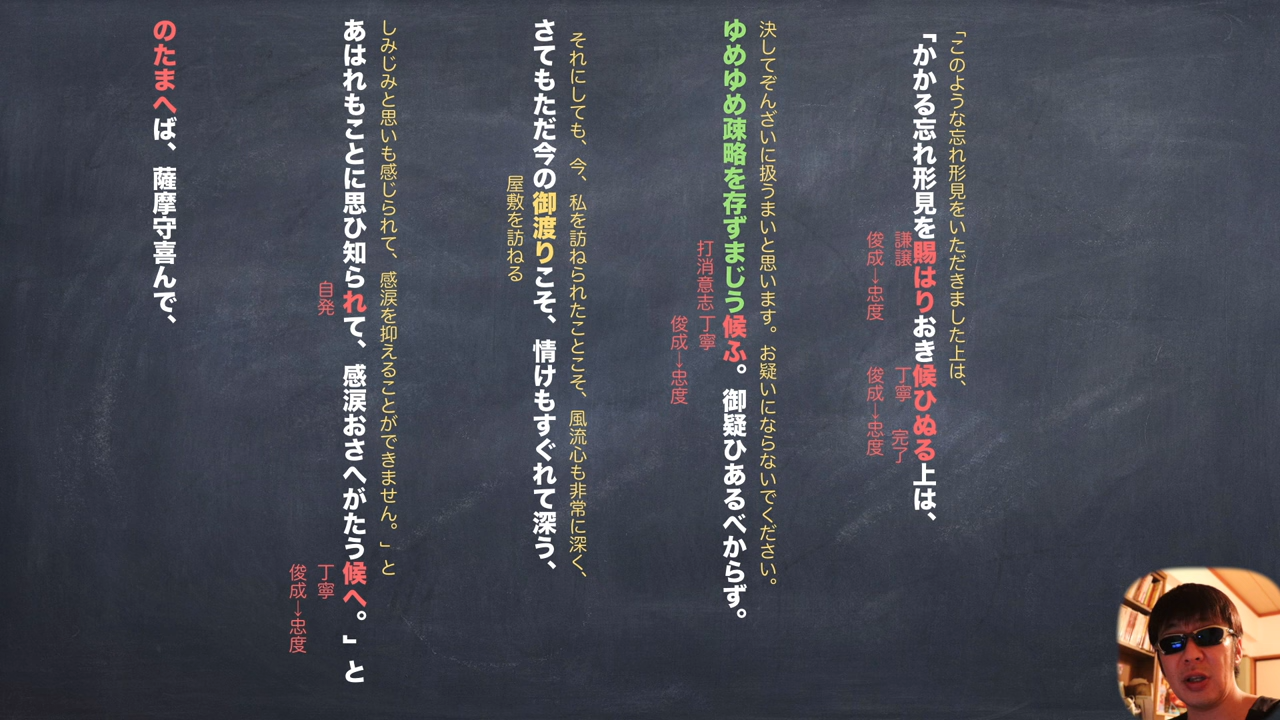 「このような忘れ形見をいただきました上は、
「かかる忘れ形見を賜はりおき候ひぬる上は、
謙譲
丁寧
完了
俊成→忠度
俊成→忠度
決してぞんざいに扱うまいと思います。お疑いにならないでください。
ゆめゆめ疎略を存ずまじう候ふ。御疑ひあるべからず。
打消意志
丁寧
俊成→忠度
それにしても、今、私を訪ねられたことこそ、風流心も非常に深く、
さてもただ今の御渡りこそ、情けもすぐれて深う、
屋敷を訪ねる
しみじみと思いも感じられて、感涙を抑えることができません。」と
あはれもことに思ひ知られて、感涙おさへがたう候へ。」と
自発
丁寧
俊成→忠度
のたまへば、薩摩守喜んで、